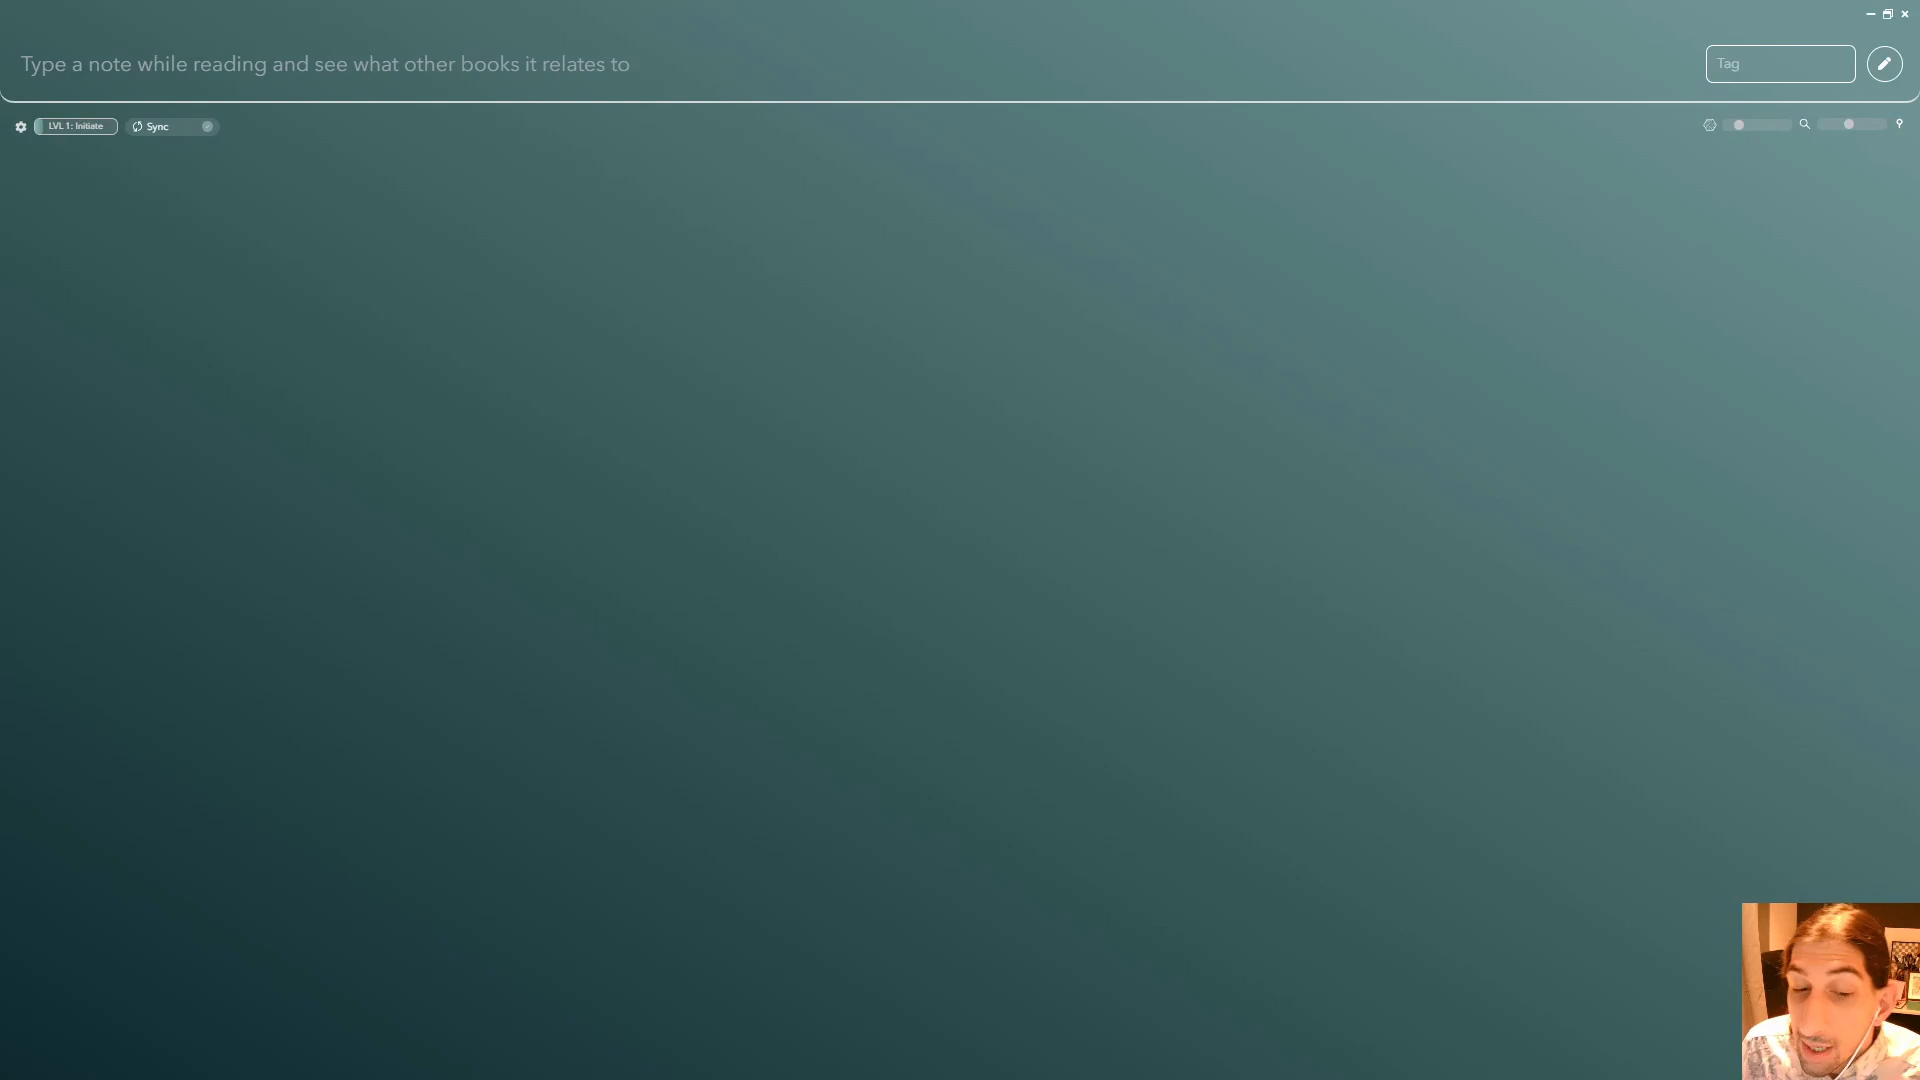 Type a note while reading and see what other books it relates to
Tag
LVL 1: Initiate
Sync